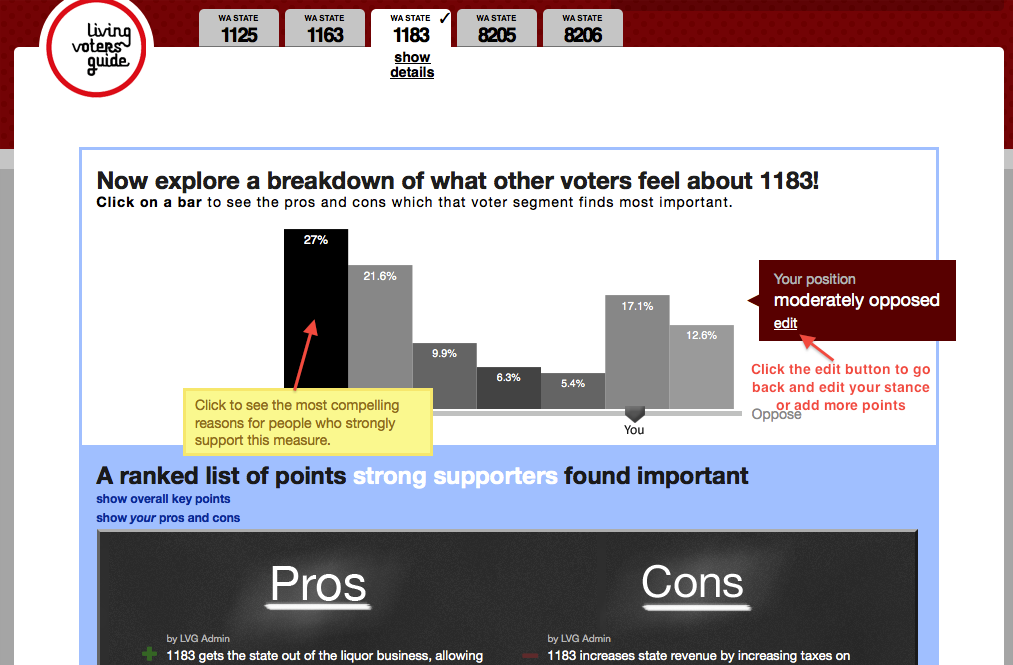 living
voters
guide
WA STATE
1125
WA STATE
1163
WA STATE ✓
1183
show
details
WA STATE
8205
WA STATE
8206
Now explore a breakdown of what other voters feel about 1183!
Click on a bar to see the pros and cons which that voter segment finds most important.
27%
21.6%
9.9%
6.3%
5.4%
17.1%
12.6%
Your position
moderately opposed
edit
Click the edit button to go
back and edit your stance
or add more points
Oppose
You
Click to see the most compelling
reasons for people who strongly
support this measure.
A ranked list of points strong supporters found important
show overall key points
show your pros and cons
Pros
Cons
by LVG Admin
1183 gets the state out of the liquor business, allowing
by LVG Admin
1183 increases state revenue by increasing taxes on